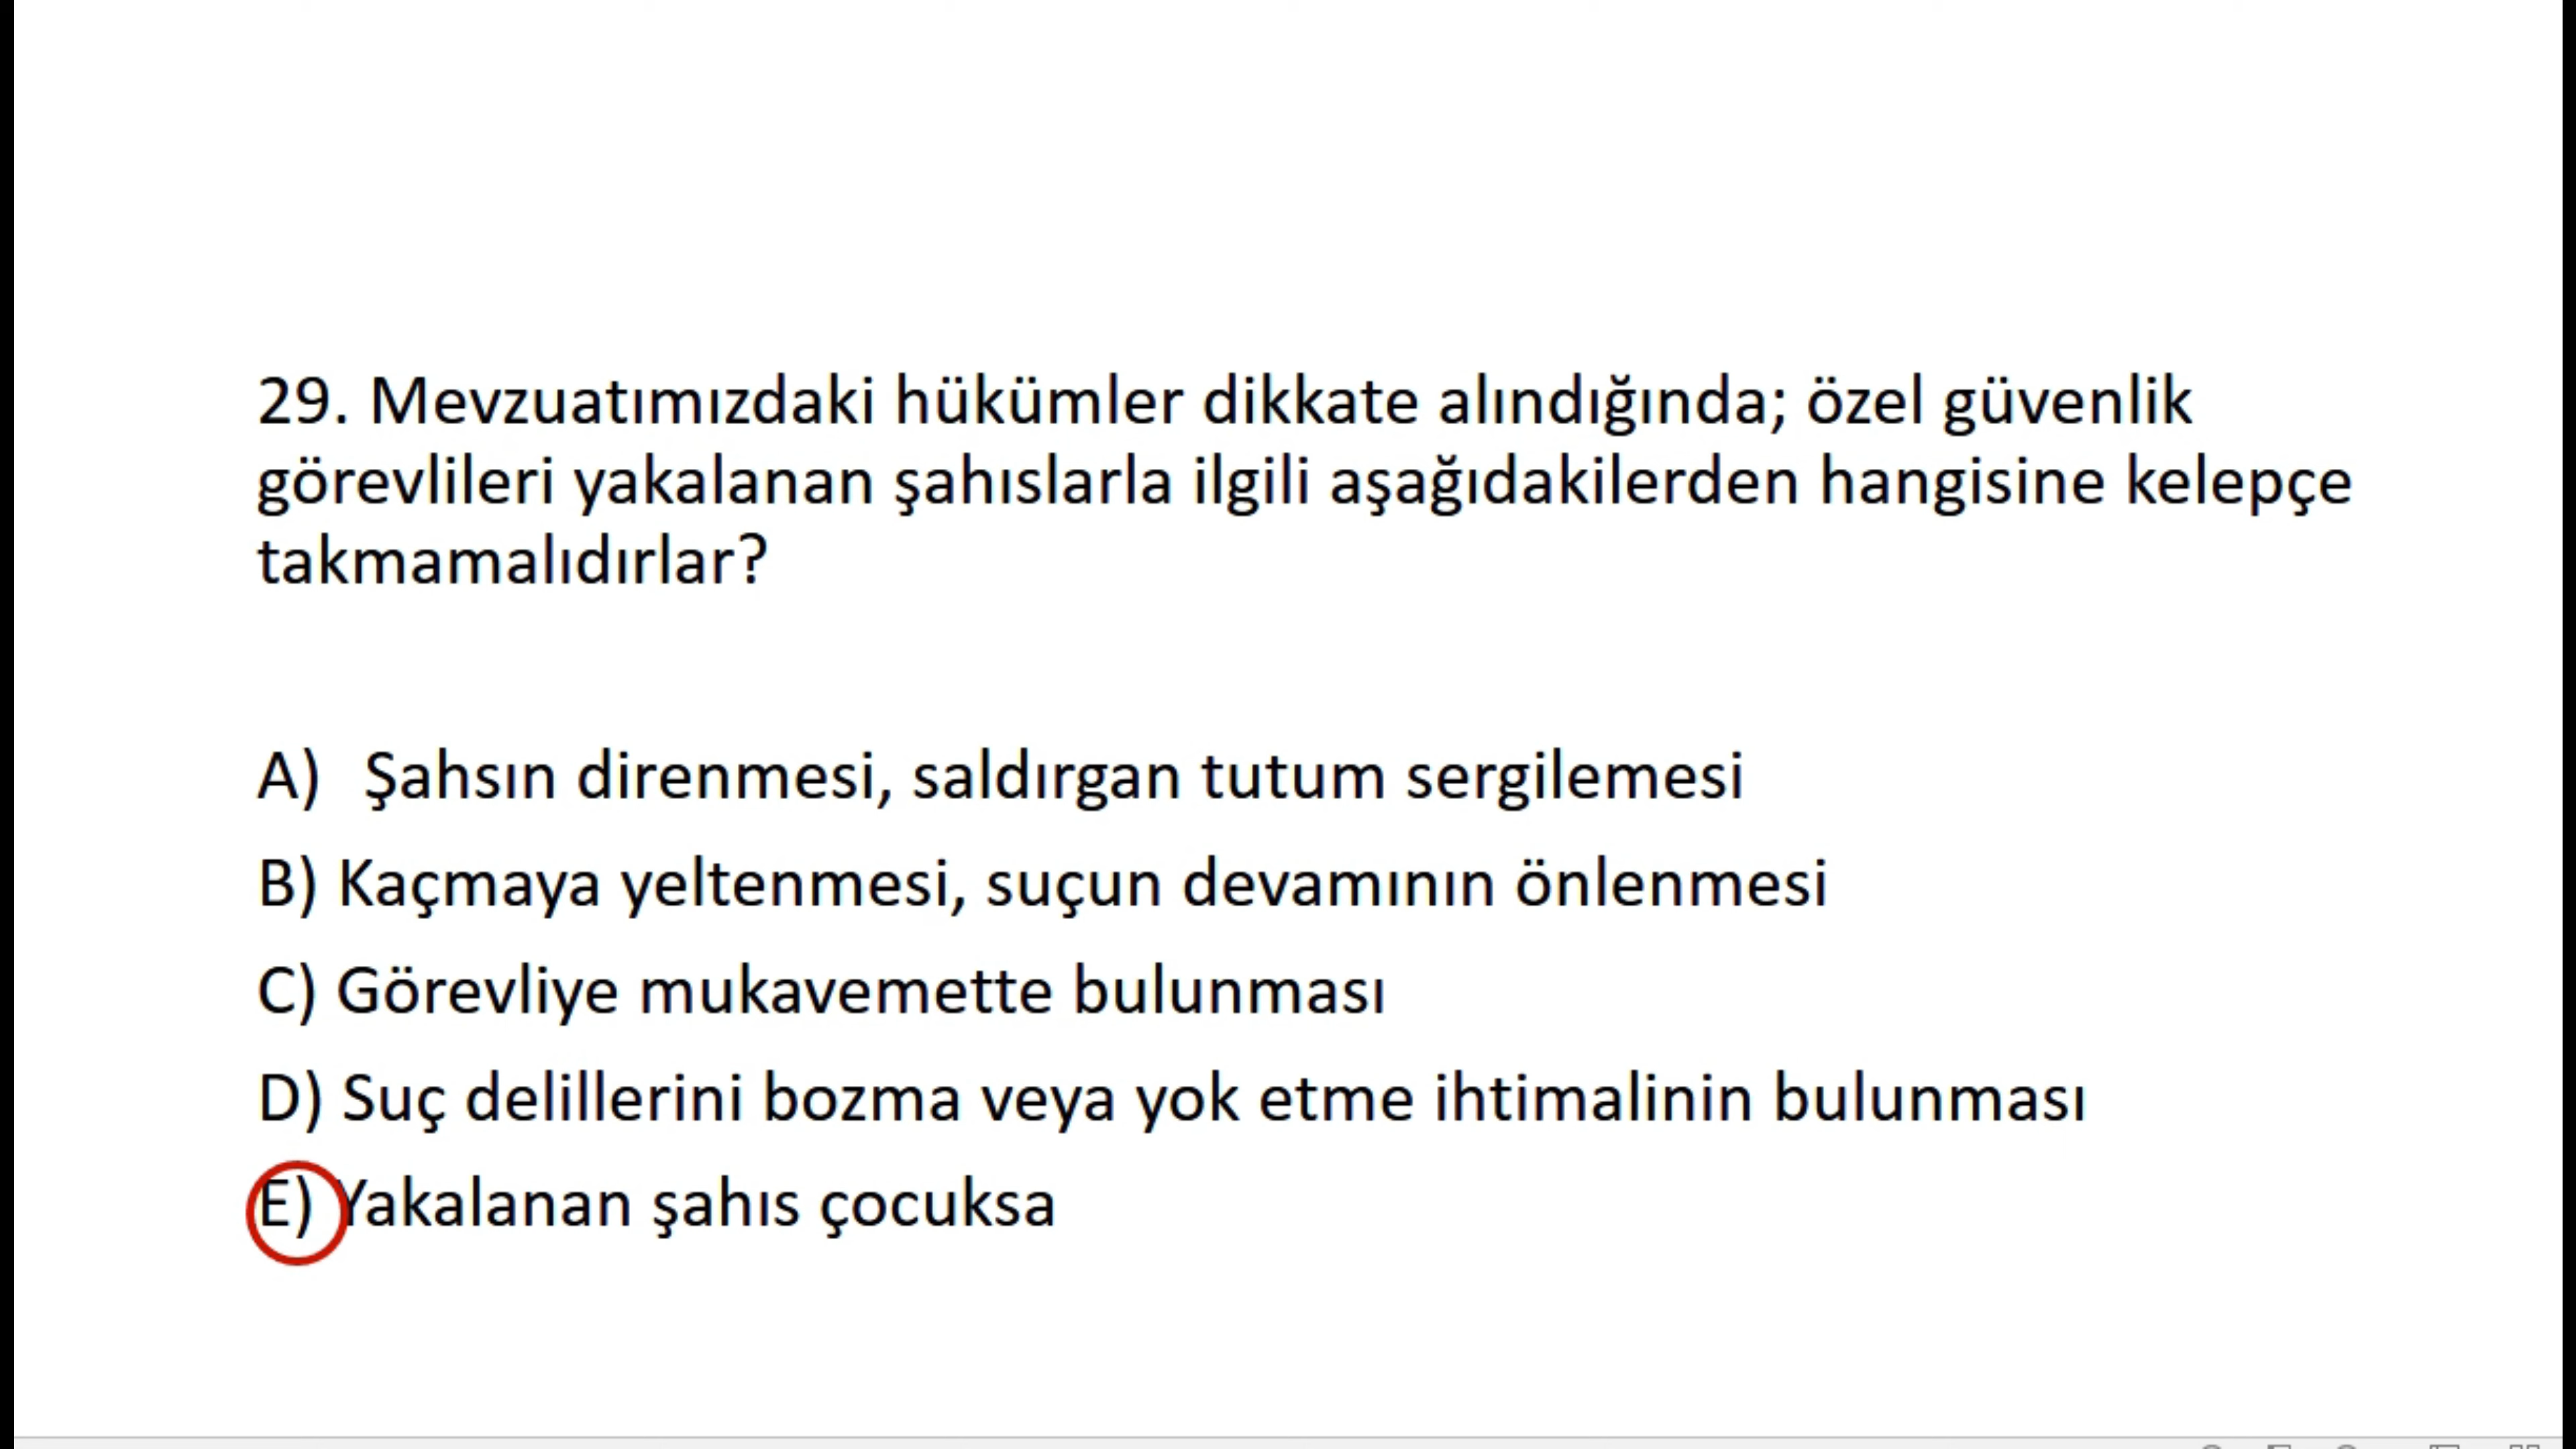 29. Mevzuatımızdaki hükümler dikkate alındığında; özel güvenlik
görevlileri yakalanan şahıslarla ilgili aşağıdakilerden hangisine kelepçe
takmamalıdırlar?
A) Şahsın direnmesi, saldırgan tutum sergilemesi
B) Kaçmaya yeltenmesi, suçun devamının önlenmesi
C) Görevliye mukavemette bulunması
D) Suç delillerini bozma veya yok etme ihtimalinin bulunması
E) Yakalanan şahıs çocuksa